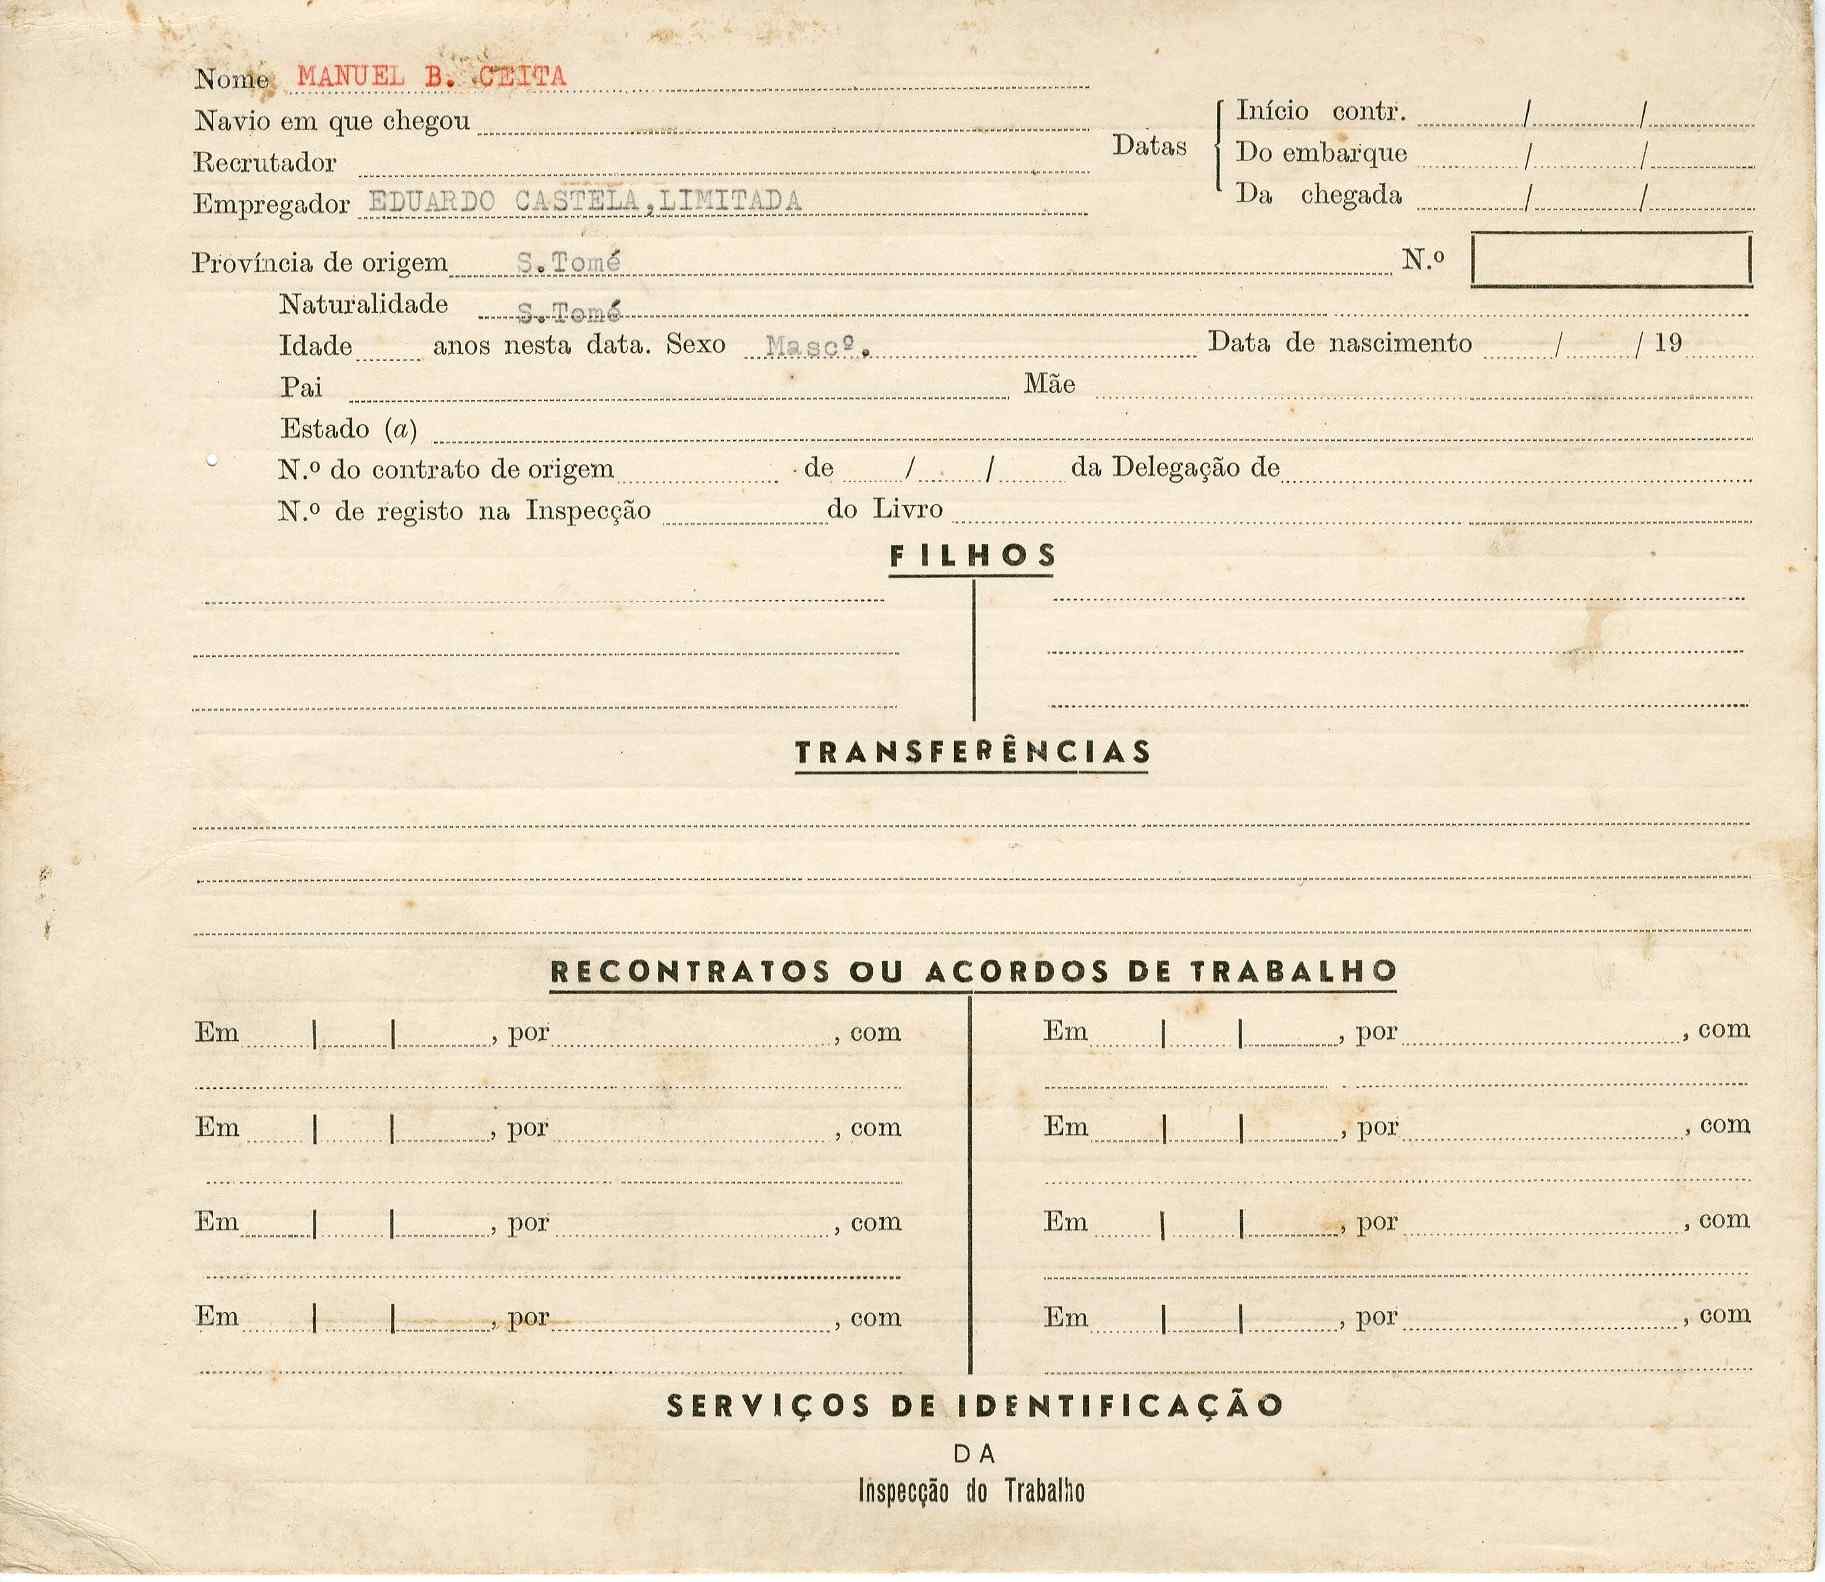 Nome MANUEL B. CEITA
Navio em que chegou
Recrutador
Empregador EDUARDO CASTELA,LIMITADA
Datas
Início contr. / /
Do embarque / /
Da chegada / /
Província de origem S.Tomé N.º
Naturalidade S.Tomé
Idade anos nesta data. Sexo Mascº. Data de nascimento / / 19
Pai Mãe
Estado (a)
N.º do contrato de origem de / / da Delegação de
N.º de registo na Inspecção do Livro
FILHOS
TRANSFERÊNCIAS
RECONTRATOS OU ACORDOS DE TRABALHO
Em | | , por , com Em | | , por , com
Em | | , por , com Em | | , por , com
Em | | , por , com Em | | , por , com
Em | | , por , com Em | | , por , com
SERVIÇOS DE IDENTIFICAÇÃO
DA
Inspecção do Trabalho